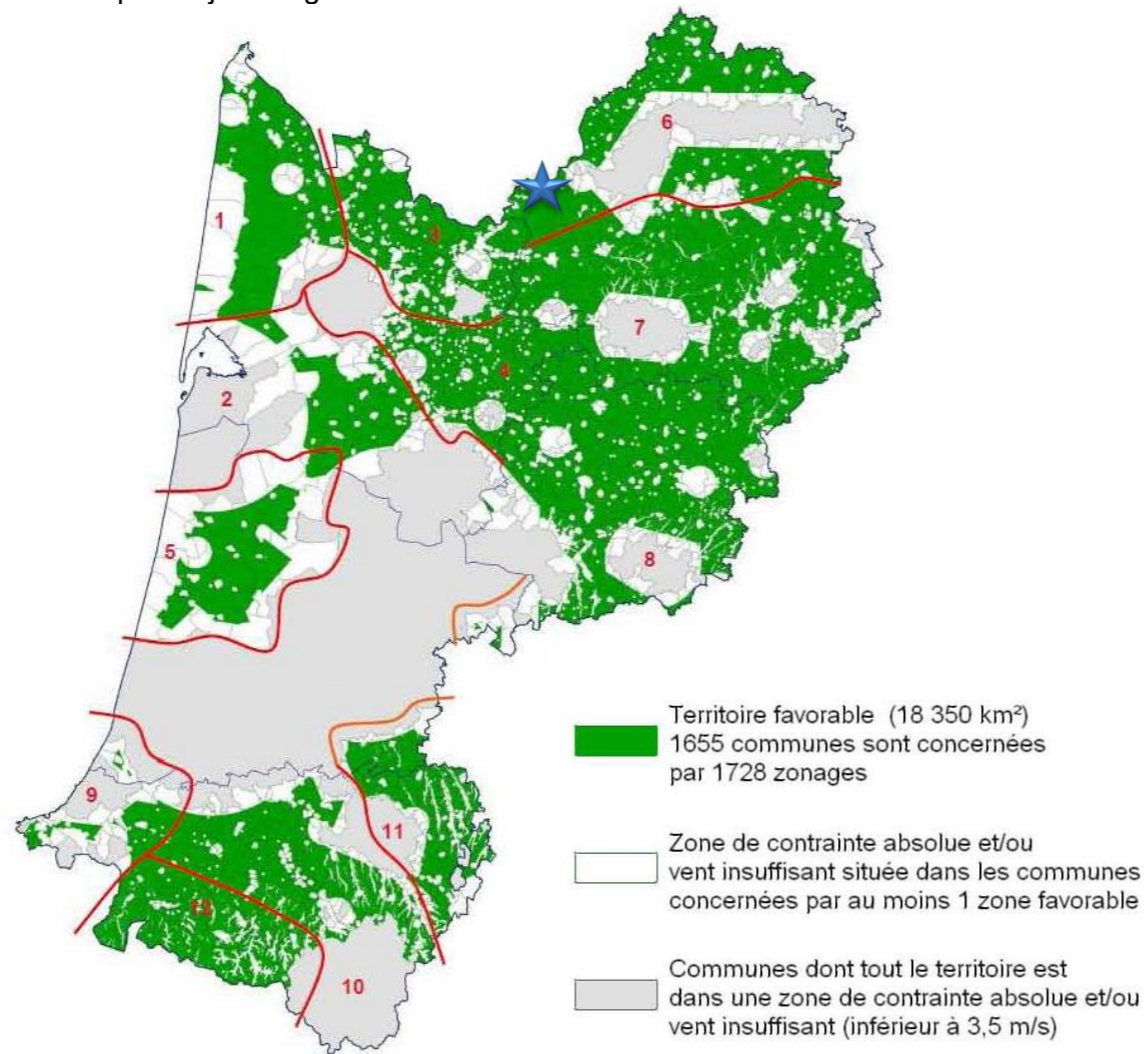 6
1
3
7
4
2
5
8
Territoire favorable (18 350 km²)
1655 communes sont concernées
par 1728 zonages
9
11
Zone de contrainte absolue et/ou
vent insuffisant située dans les communes
concernées par au moins 1 zone favorable
12
10
Communes dont tout le territoire est
dans une zone de contrainte absolue et/ou
vent insuffisant (inférieur à 3,5 m/s)